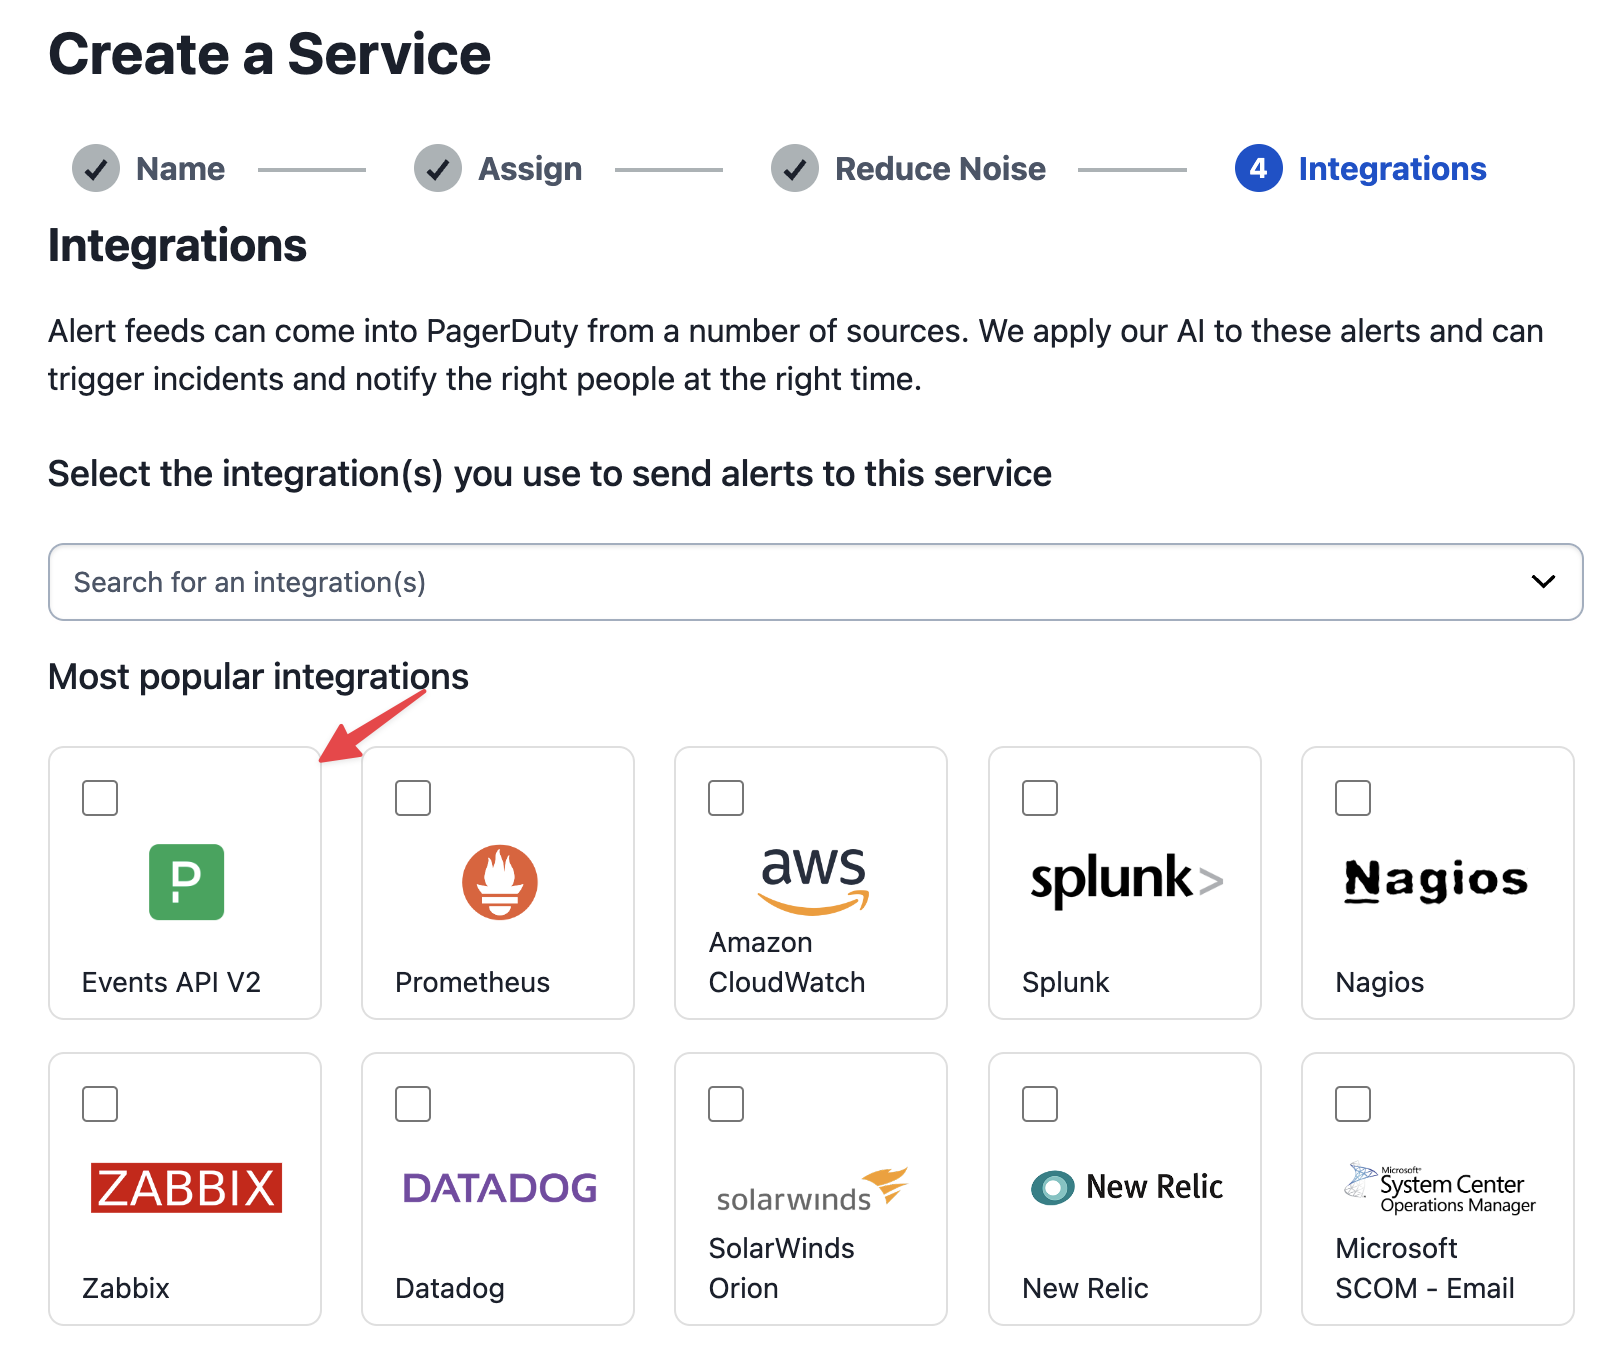 Create a Service
Name
Assign
Reduce Noise
4 Integrations
Integrations
Alert feeds can come into PagerDuty from a number of sources. We apply our AI to these alerts and can
trigger incidents and notify the right people at the right time.
Select the integration(s) you use to send alerts to this service
Search for an integration(s)
Most popular integrations
P
Events API V2
Prometheus
aws
Amazon
CloudWatch
splunk>
Splunk
Nagios
Nagios
ZABBIX
Zabbix
DATADOG
Datadog
solarwinds
SolarWinds
Orion
New Relic
New Relic
Microsoft
System Center
Operations Manager
Microsoft
SCOM - Email